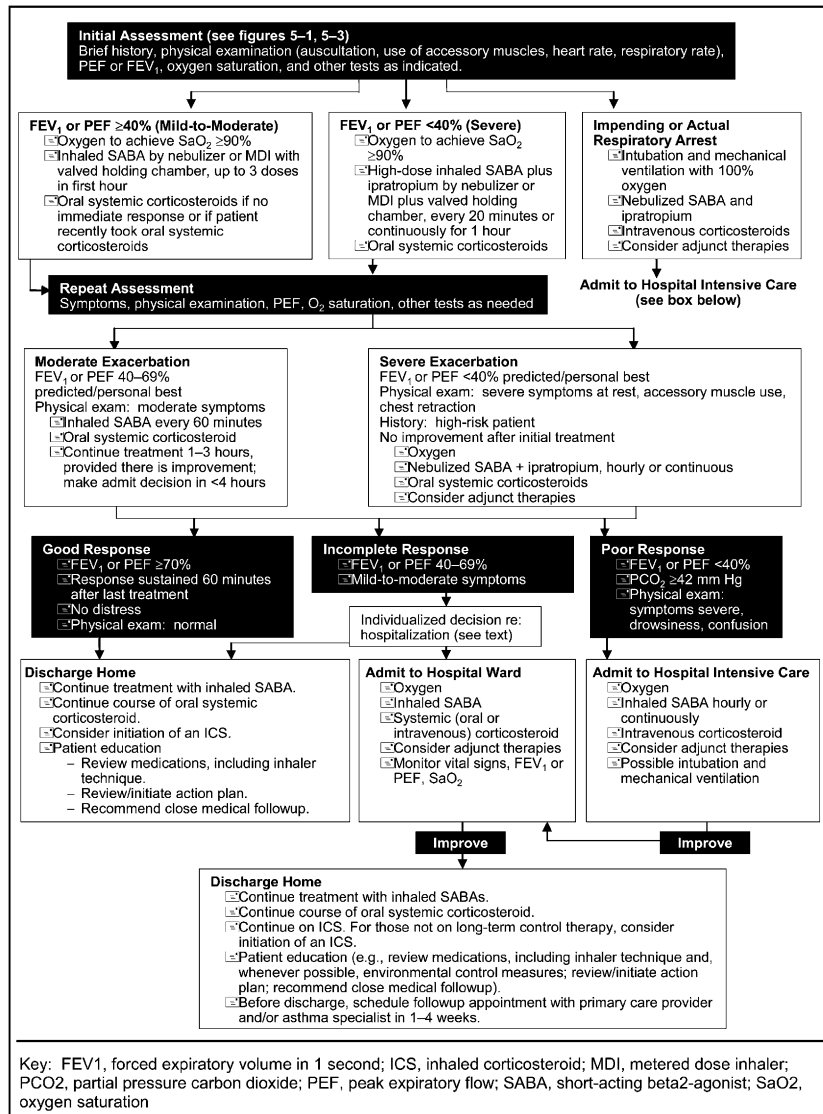 Initial Assessment (see figures 5–1, 5–3)
Brief history, physical examination (auscultation, use of accessory muscles, heart rate, respiratory rate),
PEF or FEV₁, oxygen saturation, and other tests as indicated.
FEV₁ or PEF ≥40% (Mild-to-Moderate)
Oxygen to achieve SaO₂ ≥90%
Inhaled SABA by nebulizer or MDI with
valved holding chamber, up to 3 doses
in first hour
Oral systemic corticosteroids if no
immediate response or if patient
recently took oral systemic
corticosteroids
FEV₁ or PEF <40% (Severe)
Oxygen to achieve SaO₂
≥90%
High-dose inhaled SABA plus
ipratropium by nebulizer or
MDI plus valved holding
chamber, every 20 minutes or
continuously for 1 hour
Oral systemic corticosteroids
Impending or Actual
Respiratory Arrest
Intubation and mechanical
ventilation with 100%
oxygen
Nebulized SABA and
ipratropium
Intravenous corticosteroids
Consider adjunct therapies
Admit to Hospital Intensive Care
(see box below)
Repeat Assessment
Symptoms, physical examination, PEF, O₂ saturation, other tests as needed
Moderate Exacerbation
FEV₁ or PEF 40–69%
predicted/personal best
Physical exam: moderate symptoms
Inhaled SABA every 60 minutes
Oral systemic corticosteroid
Continue treatment 1–3 hours,
provided there is improvement;
make admit decision in <4 hours
Severe Exacerbation
FEV₁ or PEF <40% predicted/personal best
Physical exam: severe symptoms at rest, accessory muscle use,
chest retraction
History: high-risk patient
No improvement after initial treatment
Oxygen
Nebulized SABA + ipratropium, hourly or continuous
Oral systemic corticosteroids
Consider adjunct therapies
Good Response
FEV₁ or PEF ≥70%
Response sustained 60 minutes
after last treatment
No distress
Physical exam: normal
Incomplete Response
FEV₁ or PEF 40–69%
Mild-to-moderate symptoms
Poor Response
FEV₁ or PEF <40%
PCO₂ ≥42 mm Hg
Physical exam:
symptoms severe,
drowsiness, confusion
Individualized decision re:
hospitalization (see text)
Discharge Home
Continue treatment with inhaled SABA.
Continue course of oral systemic
corticosteroid.
Consider initiation of an ICS.
Patient education
– Review medications, including inhaler
technique.
– Review/initiate action plan.
– Recommend close medical followup.
Admit to Hospital Ward
Oxygen
Inhaled SABA
Systemic (oral or
intravenous) corticosteroid
Consider adjunct therapies
Monitor vital signs, FEV₁ or
PEF, SaO₂
Admit to Hospital Intensive Care
Oxygen
Inhaled SABA hourly or
continuously
Intravenous corticosteroid
Consider adjunct therapies
Possible intubation and
mechanical ventilation
Improve
Improve
Discharge Home
Continue treatment with inhaled SABAs.
Continue course of oral systemic corticosteroid.
Continue on ICS. For those not on long-term control therapy, consider
initiation of an ICS.
Patient education (e.g., review medications, including inhaler technique and,
whenever possible, environmental control measures; review/initiate action
plan; recommend close medical followup).
Before discharge, schedule followup appointment with primary care provider
and/or asthma specialist in 1–4 weeks.
Key: FEV1, forced expiratory volume in 1 second; ICS, inhaled corticosteroid; MDI, metered dose inhaler;
PCO2, partial pressure carbon dioxide; PEF, peak expiratory flow; SABA, short-acting beta2-agonist; SaO2,
oxygen saturation